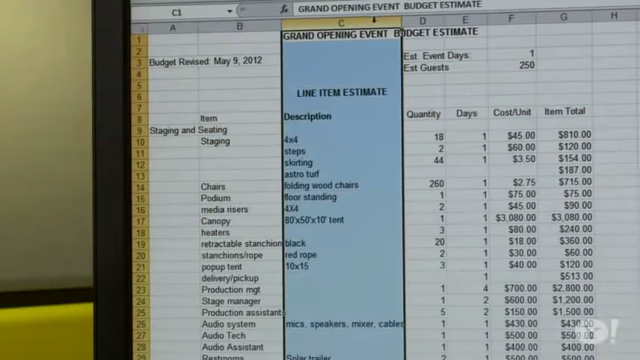 C1 fx GRAND OPENING EVENT BUDGET ESTIMATE
A B C D E F G H
1 GRAND OPENING EVENT BUDGET ESTIMATE
2 Est. Event Days: 1
3 Budget Revised: May 9, 2012 Est Guests 250
5
6 LINE ITEM ESTIMATE
7
8 Item Description Quantity Days Cost/Unit Item Total
9 Staging and Seating
10 Staging 4x4 18 1 $45.00 $810.00
11 steps 2 1 $60.00 $120.00
12 skirting 44 1 $3.50 $154.00
astro turf $187.00
14 Chairs folding wood chairs 260 1 $2.75 $715.00
15 Podium floor standing 1 1 $75.00 $75.00
16 media risers 4X4 2 1 $45.00 $90.00
17 Canopy 80'x50'x10' tent 1 1 $3,080.00 $3,080.00
18 heaters 3 1 $80.00 $240.00
19 retractable stanchion black 20 1 $18.00 $360.00
20 stanchions/rope red rope 2 1 $30.00 $60.00
21 popup tent 10x15 3 1 $40.00 $120.00
22 delivery/pickup 1 $513.00
23 Production mgt 1 4 $700.00 $2,800.00
24 Stage manager 1 2 $600.00 $1,200.00
25 Production assistants 5 2 $150.00 $1,500.00
26 Audio system mics, speakers, mixer, cables 1 1 $430.00 $430.00
27 Audio Tech 1 1 $500.00 $500.00
28 Audio Assistant 1 1 $400.00 $400.00
29 Restrooms Solar trailer